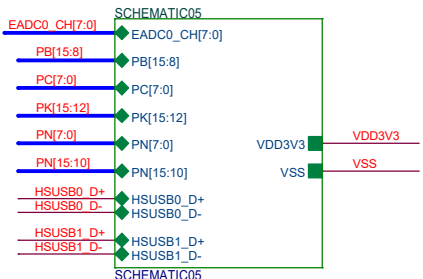 SCHEMATIC05
EADC0_CH[7:0]
EADC0_CH[7:0]
PB[15:8]
PB[15:8]
PC[7:0]
PC[7:0]
PK[15:12]
PK[15:12]
PN[7:0]
PN[7:0]
VDD3V3
VDD3V3
PN[15:10]
PN[15:10]
VSS
VSS
HSUSB0_D+
HSUSB0_D+
HSUSB0_D-
HSUSB0_D-
HSUSB1_D+
HSUSB1_D+
HSUSB1_D-
HSUSB1_D-
SCHEMATIC05